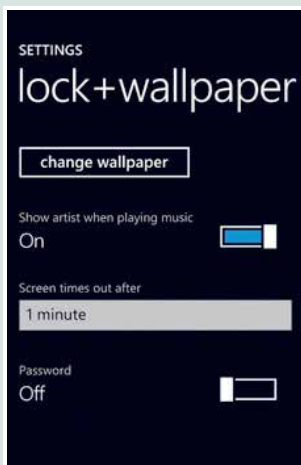 SETTINGS
lock+wallpaper
change wallpaper
Show artist when playing music
On
Screen times out after
1 minute
Password
Off